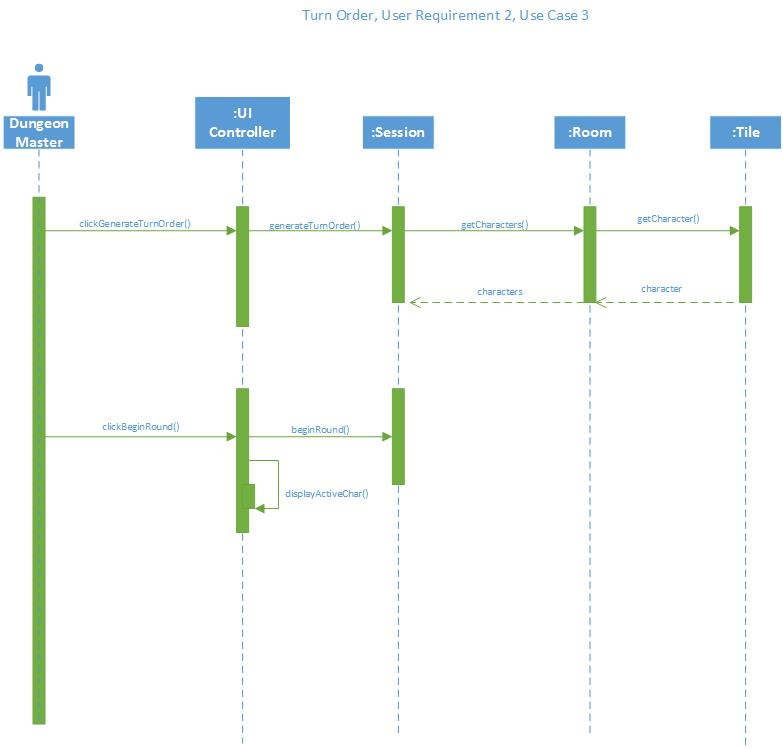 Turn Order, User Requirement 2, Use Case 3
Dungeon
Master
:UI
Controller
:Session
:Room
:Tile
clickGenerateTurnOrder()
generateTurnOrder()
getCharacters()
getCharacter()
characters
character
clickBeginRound()
beginRound()
displayActiveChar()